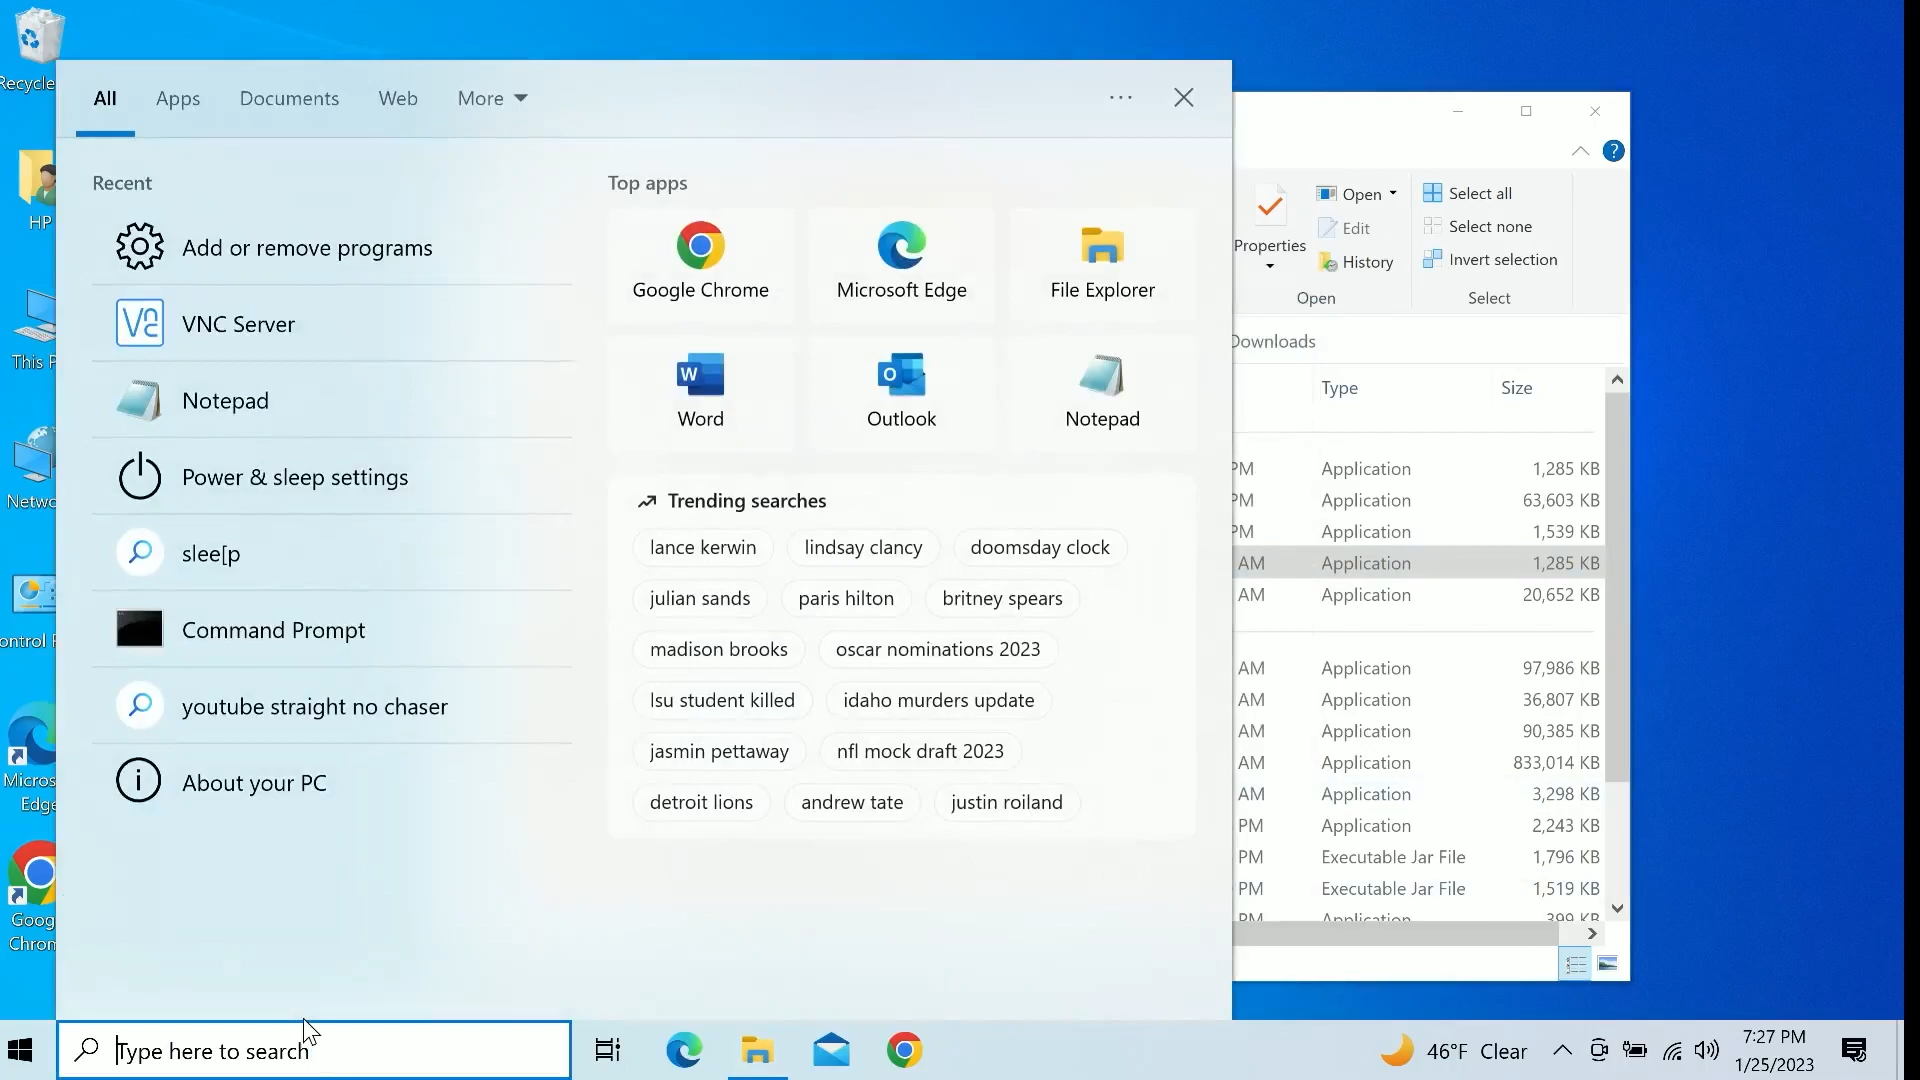 Recycle
HP
This P
Netwo
ontrol P
Micros
Edge
Goog
Chrom
All Apps Documents Web More
Recent
Add or remove programs
VNC Server
Notepad
Power & sleep settings
slee[p
Command Prompt
youtube straight no chaser
About your PC
Top apps
Google Chrome Microsoft Edge File Explorer
Word Outlook Notepad
Trending searches
lance kerwin lindsay clancy doomsday clock
julian sands paris hilton britney spears
madison brooks oscar nominations 2023
lsu student killed idaho murders update
jasmin pettaway nfl mock draft 2023
detroit lions andrew tate justin roiland
Properties
Open
Edit
History
Open
Select all
Select none
Invert selection
Select
Downloads
Type Size
PM Application 1,285 KB
PM Application 63,603 KB
PM Application 1,539 KB
AM Application 1,285 KB
AM Application 20,652 KB
AM Application 97,986 KB
AM Application 36,807 KB
AM Application 90,385 KB
AM Application 833,014 KB
AM Application 3,298 KB
PM Application 2,243 KB
PM Executable Jar File 1,796 KB
PM Executable Jar File 1,519 KB
PM Application 399 KB
Type here to search
46°F Clear
7:27 PM
1/25/2023